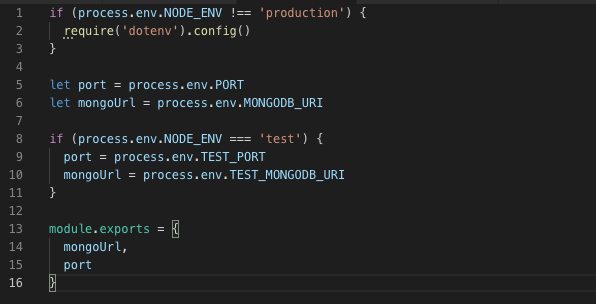 1 if (process.env.NODE_ENV !== 'production') {
2 require('dotenv').config()
3 }
4
5 let port = process.env.PORT
6 let mongoUrl = process.env.MONGODB_URI
7
8 if (process.env.NODE_ENV === 'test') {
9 port = process.env.TEST_PORT
10 mongoUrl = process.env.TEST_MONGODB_URI
11 }
12
13 module.exports = {
14 mongoUrl,
15 port
16 }